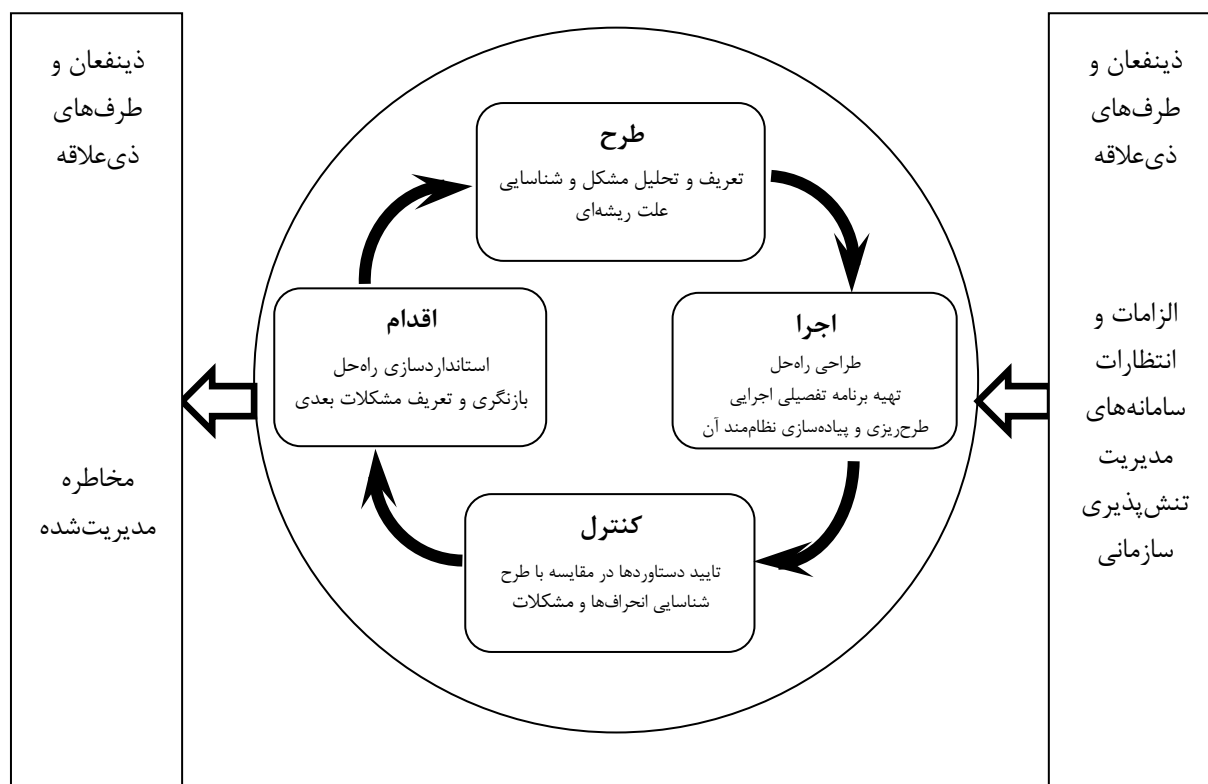 ذینفعان و
طرف‌های
ذی‌علاقه
الزامات و
انتظارات
سامانه‌های
مدیریت
تنش‌پذیری
سازمانی
طرح
تعریف و تحلیل مشکل و شناسایی
علت ریشه‌ای
اجرا
طراحی راه‌حل
تهیه برنامه تفصیلی اجرایی
طرح‌ریزی و پیاده‌سازی نظام‌مند آن
کنترل
تایید دستاوردها در مقایسه با طرح
شناسایی انحراف‌ها و مشکلات
اقدام
استانداردسازی راه‌حل
بازنگری و تعریف مشکلات بعدی
ذینفعان و
طرف‌های
ذی‌علاقه
مخاطره
مدیریت‌شده